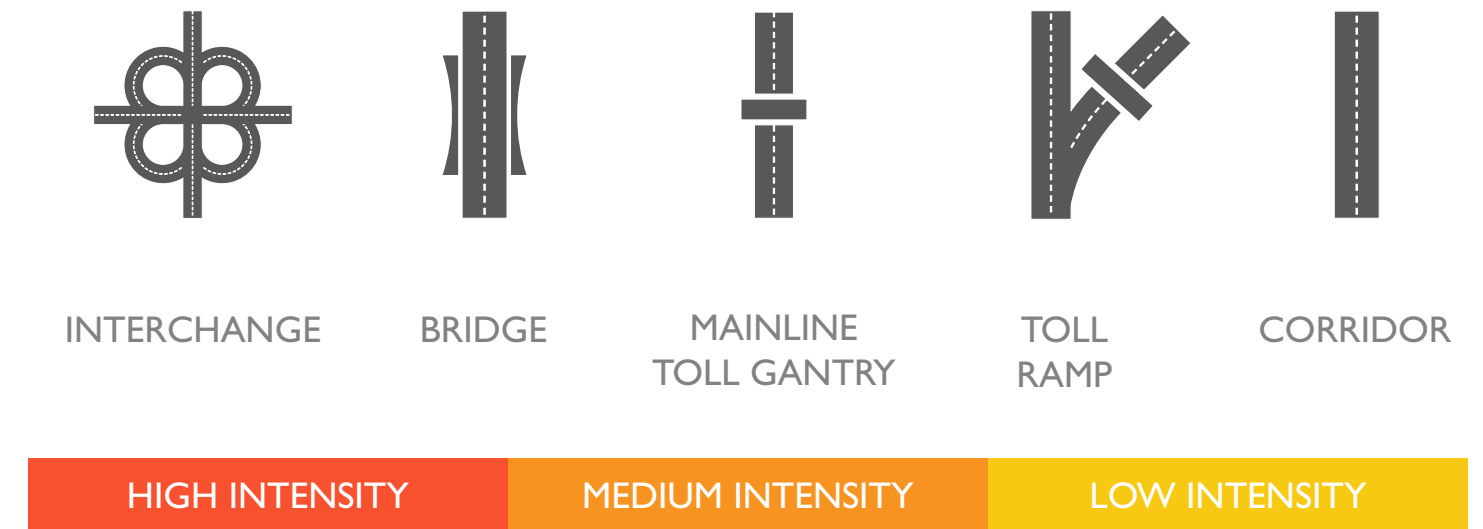 INTERCHANGE
BRIDGE
MAINLINE
TOLL GANTRY
TOLL
RAMP
CORRIDOR
HIGH INTENSITY
MEDIUM INTENSITY
LOW INTENSITY